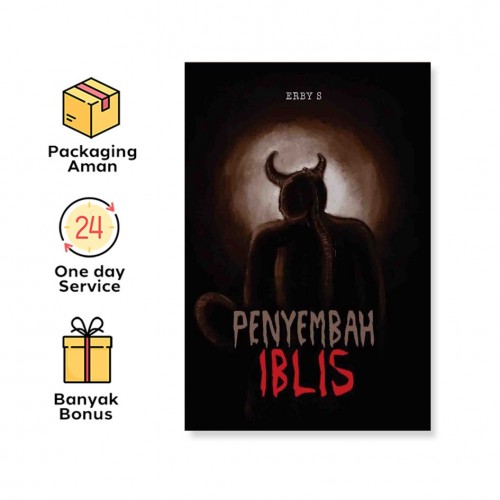 Packaging
Aman
24
One day
Service
Banyak
Bonus
ERBY S
PENYEMBAH
IBLIS